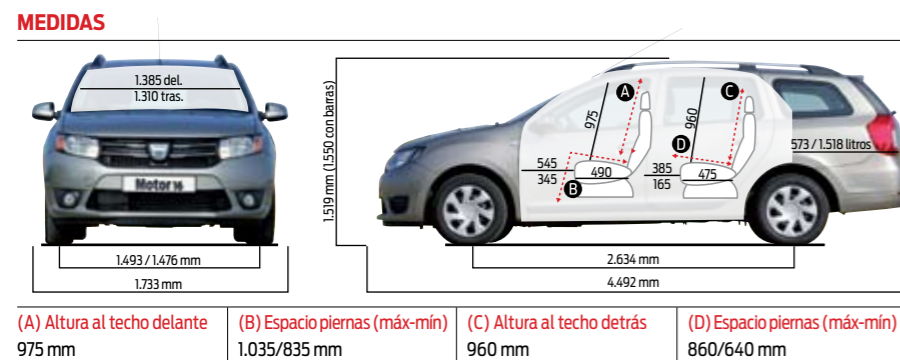 MEDIDAS
1.385 del.
1.310 tras.
Motor16
1.493 / 1.476 mm
1.733 mm
1.519 mm (1.550 con barras)
A
C
975
960
D
573 / 1.518 litros
545
345
490
385
165
475
B
2.634 mm
4.492 mm
(A) Altura al techo delante
975 mm
(B) Espacio piernas (máx-mín)
1.035/835 mm
(C) Altura al techo detrás
960 mm
(D) Espacio piernas (máx-mín)
860/640 mm